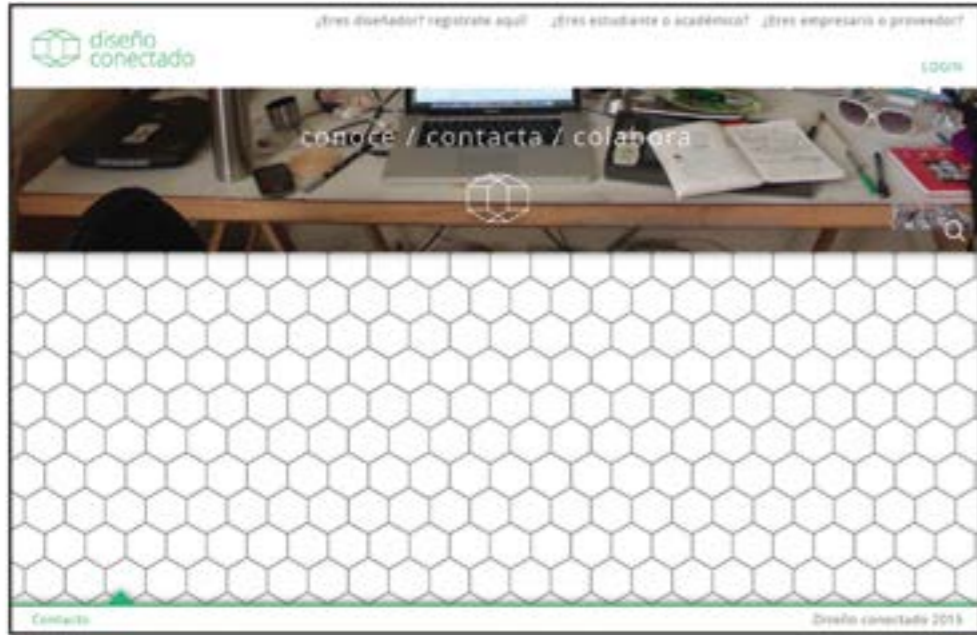 ¿Eres diseñador? registrate aquí! ¿Eres estudiante o académico? ¿Eres empresario o proveedor?
diseño
conectado
LOGIN
conoce / contacta / colabora
Contacto
Diseño conectado 2015